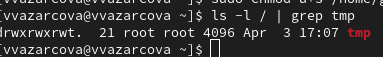 vvazarcova@vvazarcova ~]$ ls -l / | grep tmp
drwxrwxrwt.  21 root root 4096 Apr  3 17:07 tmp
vvazarcova@vvazarcova ~]$